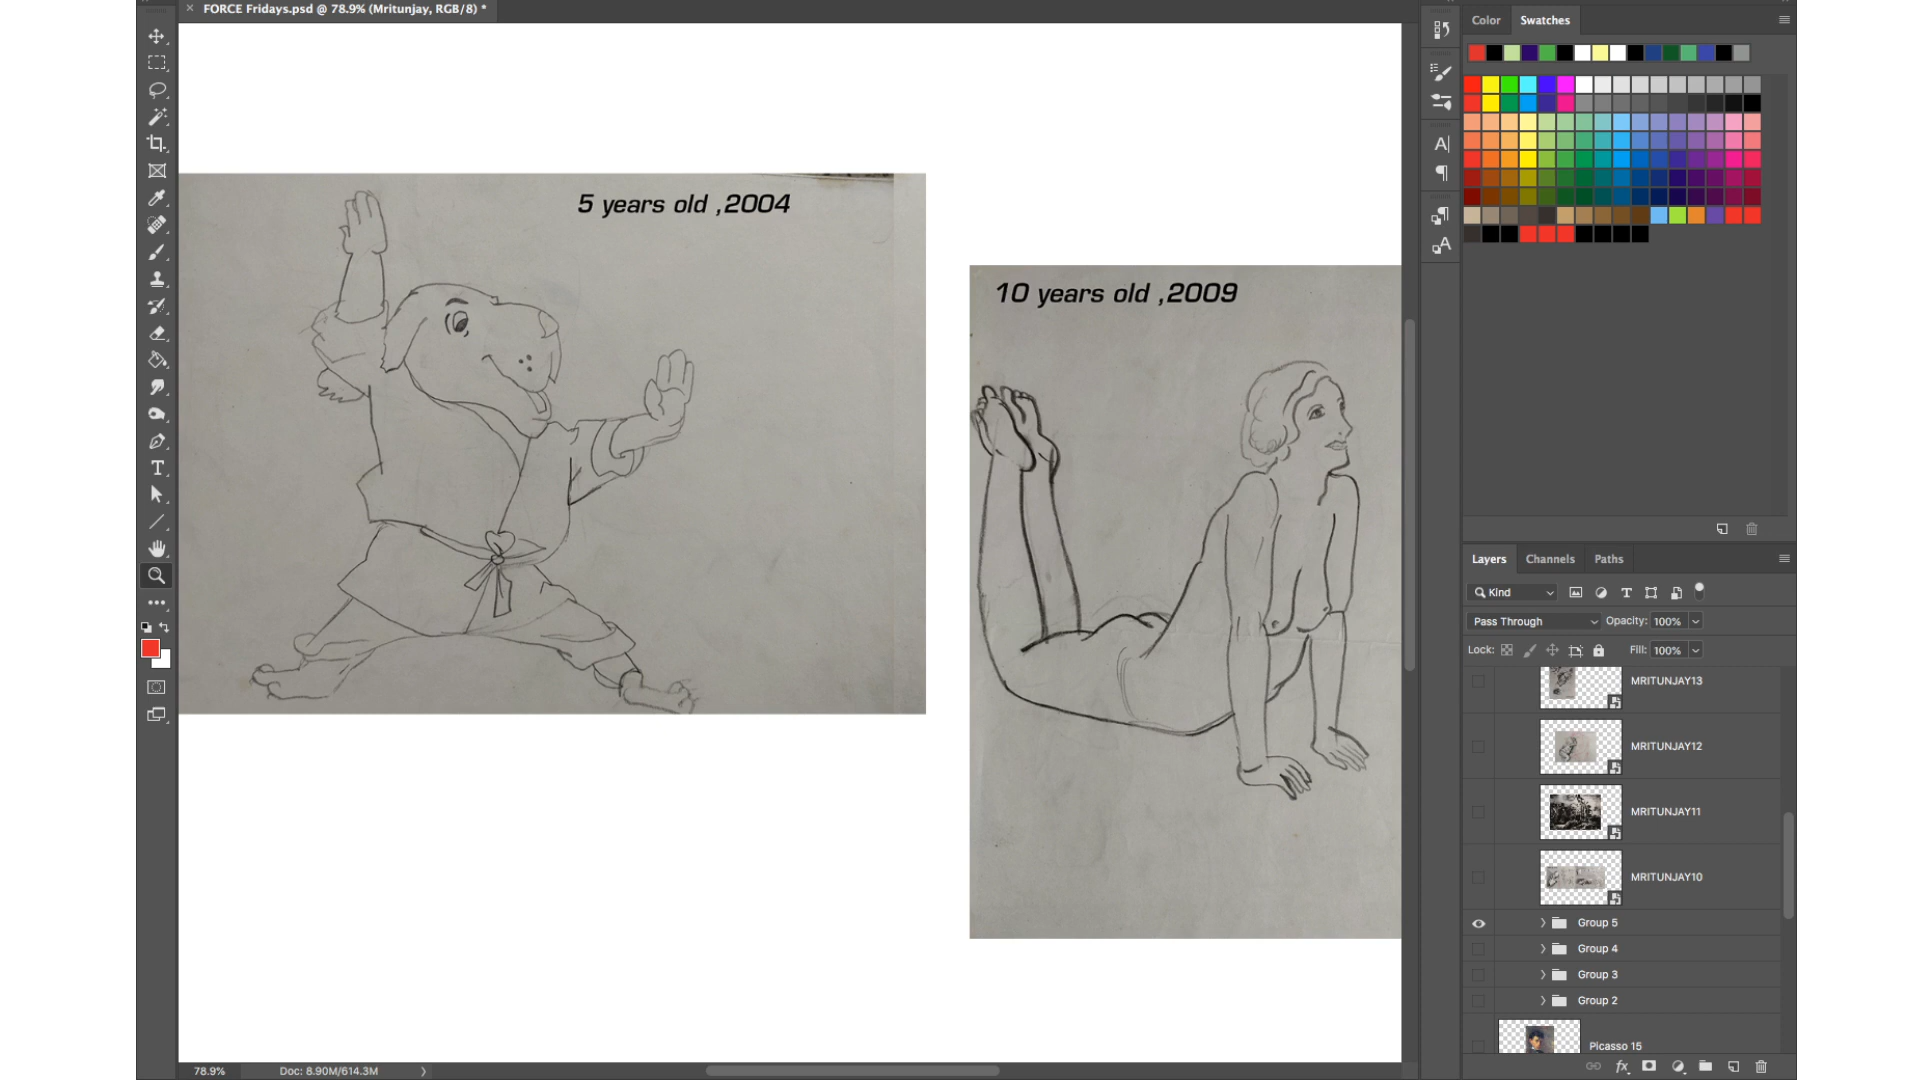 × FORCE Fridays.psd @ 78.9% (Mritunjay, RGB/8) *
5 years old ,2004
10 years old ,2009
78.9% Doc: 8.90M/614.3M
Color Swatches
Layers Channels Paths
Kind
Pass Through Opacity: 100%
Lock: Fill: 100%
MRITUNJAY13
MRITUNJAY12
MRITUNJAY11
MRITUNJAY10
Group 5
Group 4
Group 3
Group 2
Picasso 15